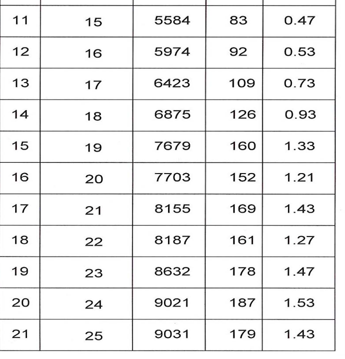 11 15 5584 83 0.47
12 16 5974 92 0.53
13 17 6423 109 0.73
14 18 6875 126 0.93
15 19 7679 160 1.33
16 20 7703 152 1.21
17 21 8155 169 1.43
18 22 8187 161 1.27
19 23 8632 178 1.47
20 24 9021 187 1.53
21 25 9031 179 1.43